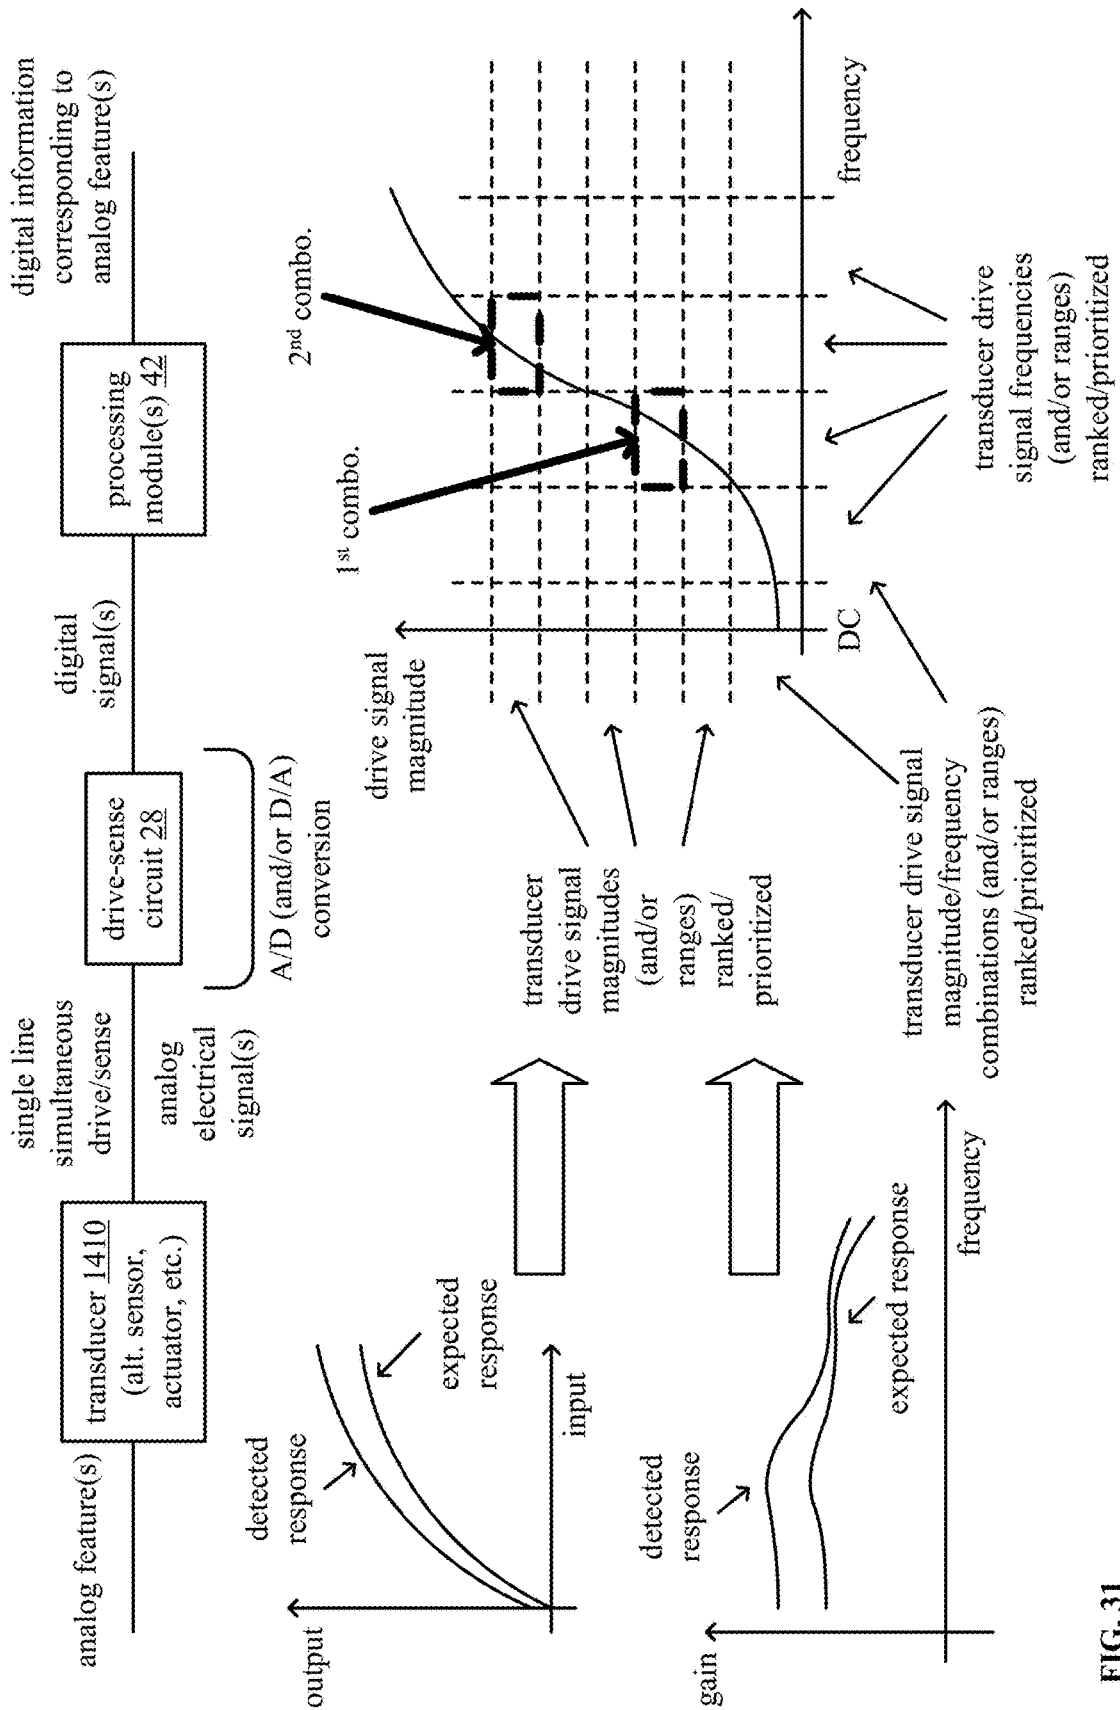 analog feature(s)
transducer 1410
(alt. sensor,
actuator, etc.)
single line
simultaneous
drive/sense
analog
electrical
signal(s)
drive-sense
circuit 28
A/D (and/or D/A)
conversion
digital
signal(s)
processing
module(s) 42
digital information
corresponding to
analog feature(s)
output
detected
response
expected
response
input
gain
detected
response
expected response
frequency
transducer
drive signal
magnitudes
(and/or
ranges)
ranked/
prioritized
drive signal
magnitude
1st combo.
2nd combo.
DC
frequency
transducer drive signal
magnitude/frequency
combinations (and/or ranges)
ranked/prioritized
transducer drive
signal frequencies
(and/or ranges)
ranked/prioritized
FIG. 31